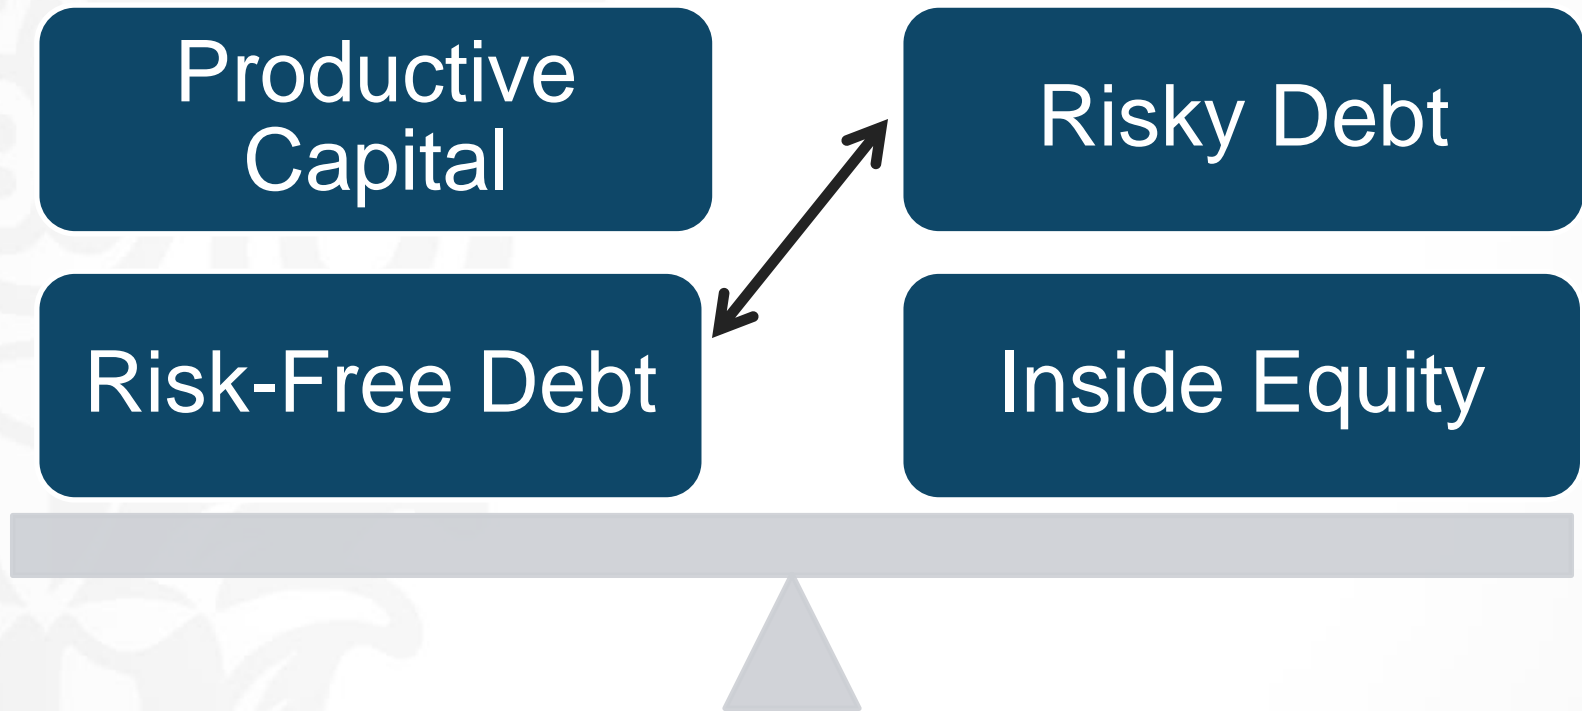 Productive
Capital
Risky Debt
Risk-Free Debt
Inside Equity